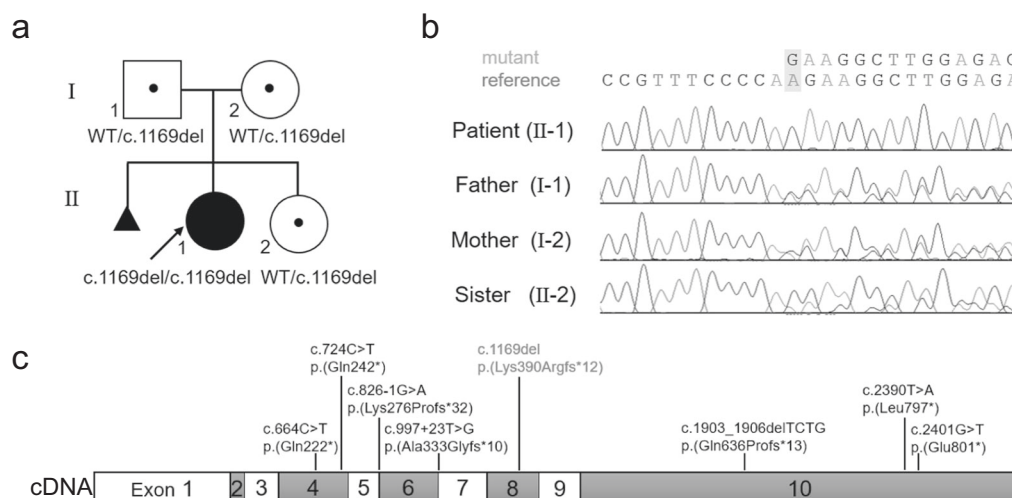 a
I
1
2
WT/c.1169del
WT/c.1169del
II
1
2
c.1169del/c.1169del
WT/c.1169del
b
mutant
GAAGGCTTGGAGAC
reference
CCGTTTCCCCAAGAAGGCTTGGAGA
Patient (II-1)
Father (I-1)
Mother (I-2)
Sister (II-2)
c
c.724C>T
p.(Gln242*)
c.1169del
p.(Lys390Argfs*12)
c.826-1G>A
p.(Lys276Profs*32)
c.2390T>A
p.(Leu797*)
c.664C>T
p.(Gln222*)
c.997+23T>G
p.(Ala333Glyfs*10)
c.1903_1906delTCTG
p.(Gln636Profs*13)
c.2401G>T
p.(Glu801*)
cDNA
Exon 1
2
3
4
5
6
7
8
9
10